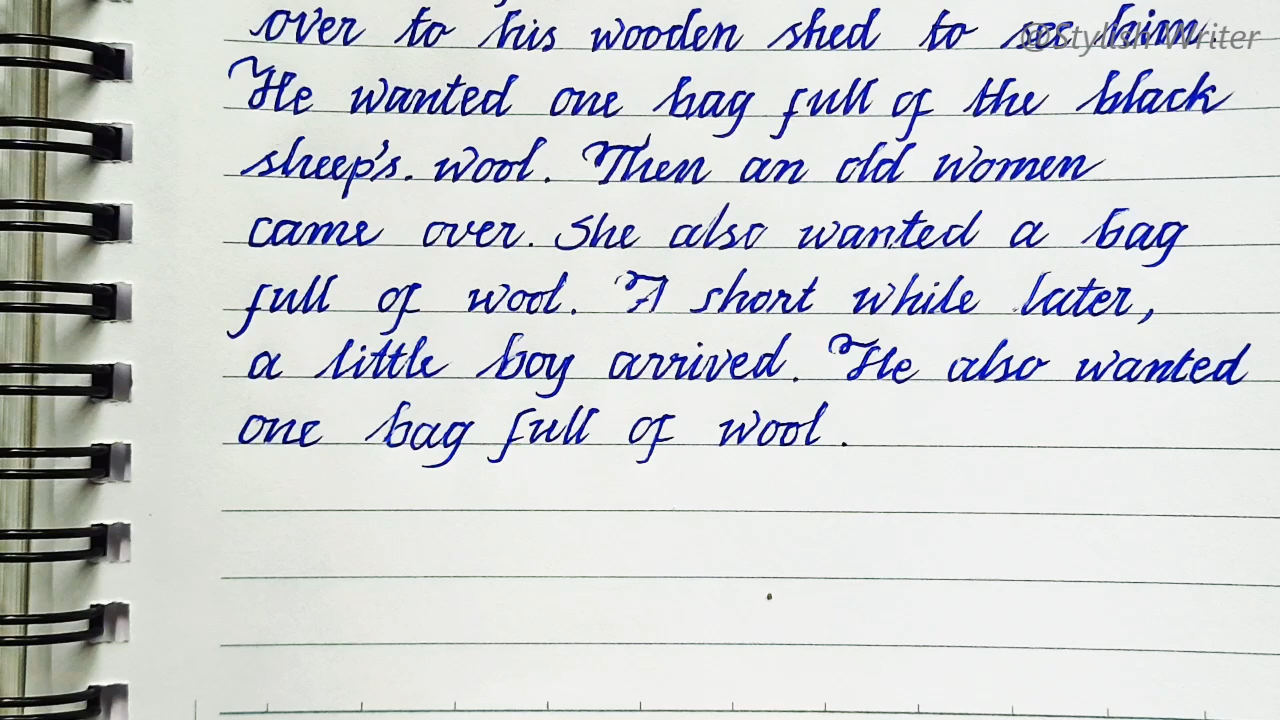 over to his wooden shed to see him.
@Stylish Writer
He wanted one bag full of the black
sheep's. wool. Then an old women
came over. She also wanted a bag
full of wool. A short while later,
a little boy arrived. He also wanted
one bag full of wool.